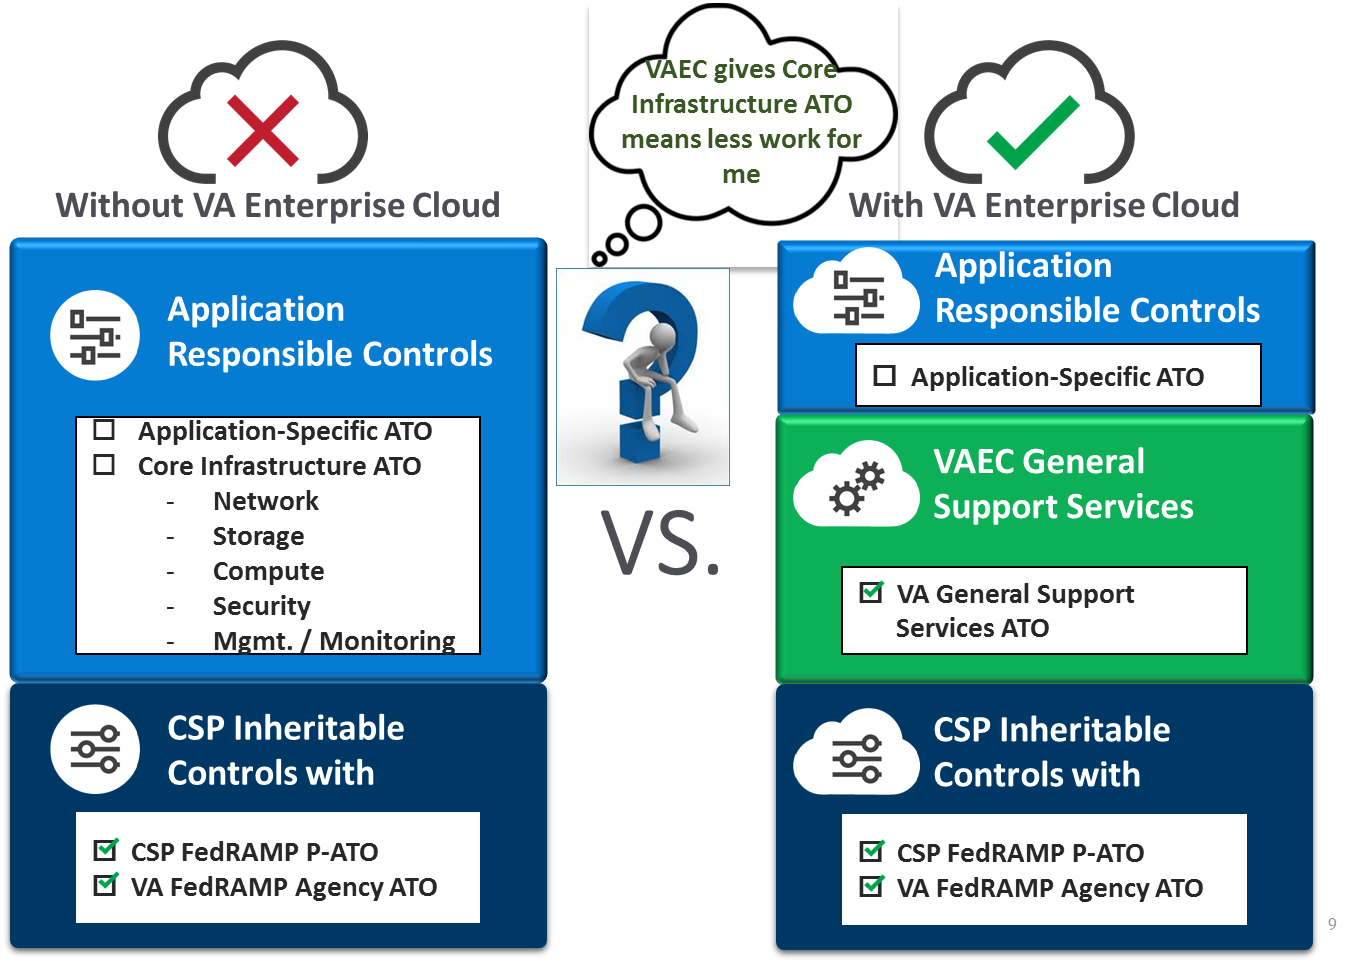 VAEC gives Core
Infrastructure ATO
means less work for
me
Without VA Enterprise Cloud
Application
Responsible Controls
Application-Specific ATO
Core Infrastructure ATO
- Network
- Storage
- Compute
- Security
- Mgmt. / Monitoring
CSP Inheritable
Controls with
CSP FedRAMP P-ATO
VA FedRAMP Agency ATO
VS.
With VA Enterprise Cloud
Application
Responsible Controls
Application-Specific ATO
VAEC General
Support Services
VA General Support
Services ATO
CSP Inheritable
Controls with
CSP FedRAMP P-ATO
VA FedRAMP Agency ATO
9